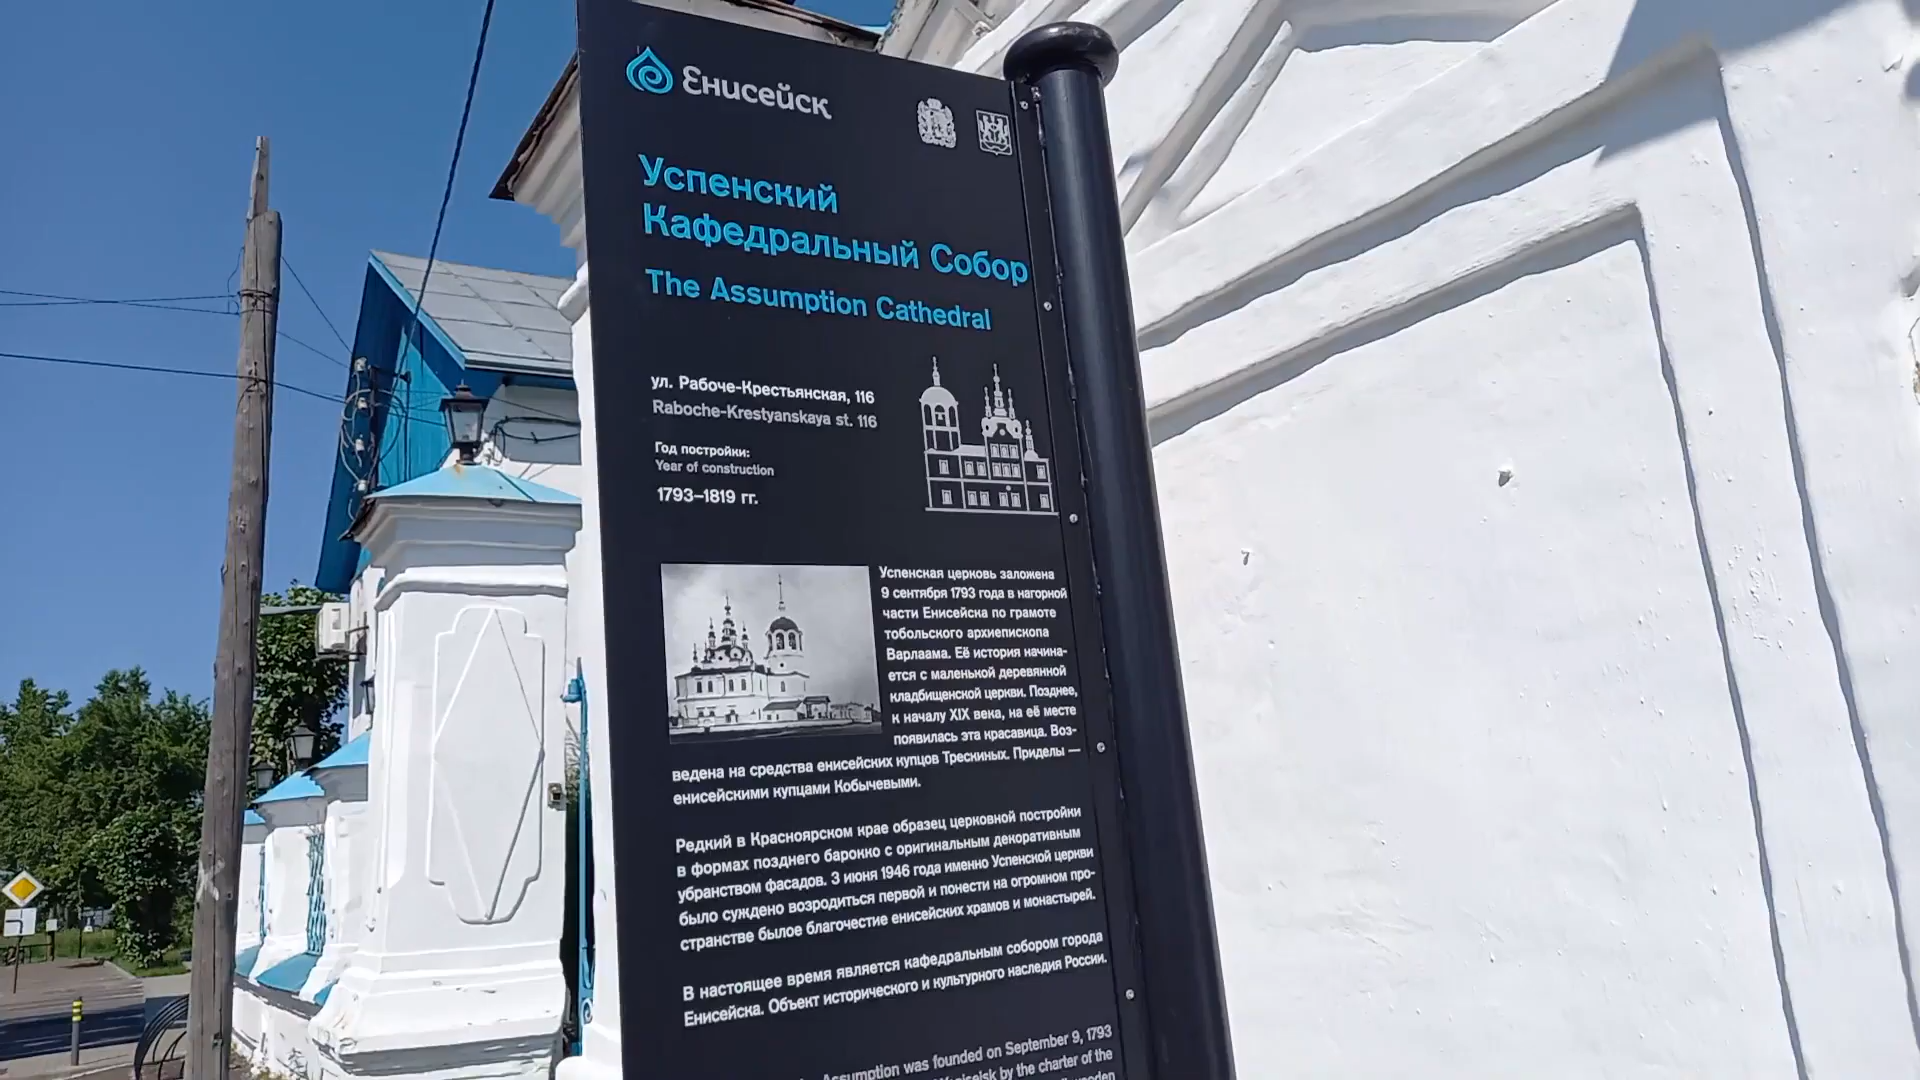 Енисейск
Успенский
Кафедральный Собор
The Assumption Cathedral
ул. Рабоче-Крестьянская, 116
Raboche-Krestyanskaya st. 116
Год постройки:
Year of construction
1793–1819 гг.
Успенская церковь заложена
9 сентября 1793 года в нагорной
части Енисейска по грамоте
тобольского архиепископа
Варлаама. Её история начина-
ется с маленькой деревянной
кладбищенской церкви. Позднее,
к началу XIX века, на её месте
появилась эта красавица. Воз-
ведена на средства енисейских купцов Трескиных. Приделы —
енисейскими купцами Кобычевыми.
Редкий в Красноярском крае образец церковной постройки
в формах позднего барокко с оригинальным декоративным
убранством фасадов. 3 июня 1946 года именно Успенской церкви
было суждено возродиться первой и понести на огромном про-
странстве былое благочестие енисейских храмов и монастырей.
В настоящее время является кафедральным собором города
Енисейска. Объект исторического и культурного наследия России.
Assumption was founded on September 9, 1793
by the charter of the